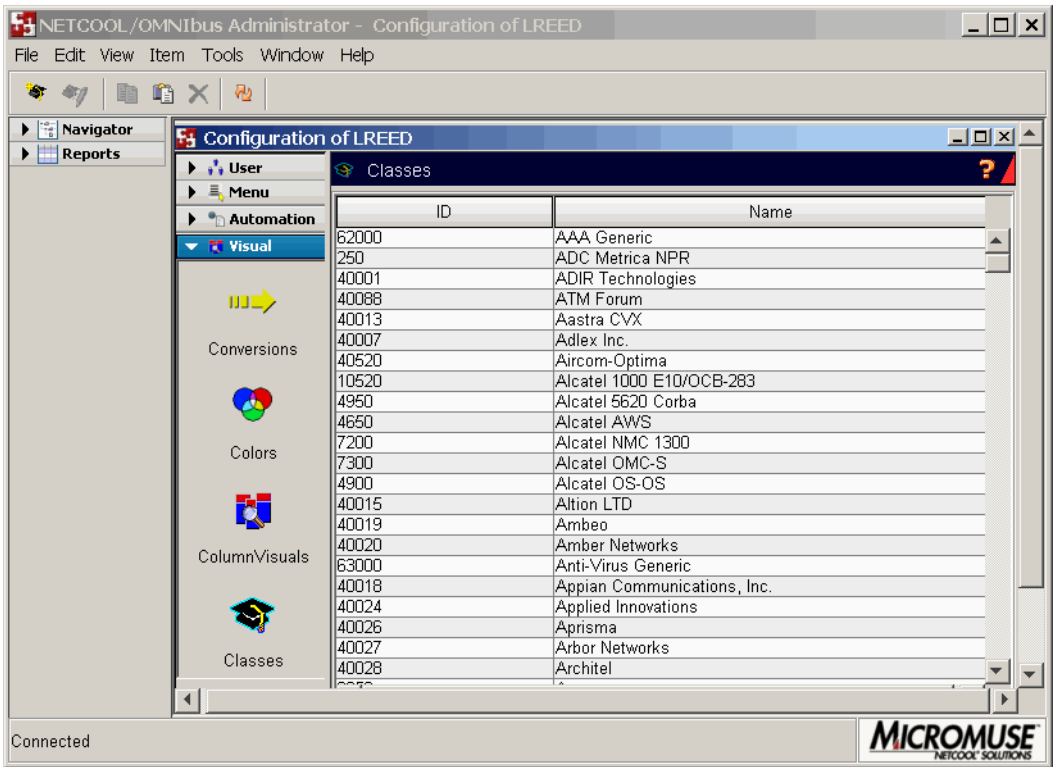 NETCOOL/OMNIbus Administrator - Configuration of LREED
File Edit View Item Tools Window Help
Navigator
Reports
Configuration of LREED
User
Menu
Automation
Visual
Conversions
Colors
ColumnVisuals
Classes
Classes
?
ID Name
62000 AAA Generic
250 ADC Metrica NPR
40001 ADIR Technologies
40088 ATM Forum
40013 Aastra CVX
40007 Adlex Inc.
40520 Aircom-Optima
10520 Alcatel 1000 E10/OCB-283
4950 Alcatel 5620 Corba
4650 Alcatel AWS
7200 Alcatel NMC 1300
7300 Alcatel OMC-S
4900 Alcatel OS-OS
40015 Altion LTD
40019 Ambeo
40020 Amber Networks
63000 Anti-Virus Generic
40018 Appian Communications, Inc.
40024 Applied Innovations
40026 Aprisma
40027 Arbor Networks
40028 Architel
Connected
MICROMUSE
NETCOOL SOLUTIONS